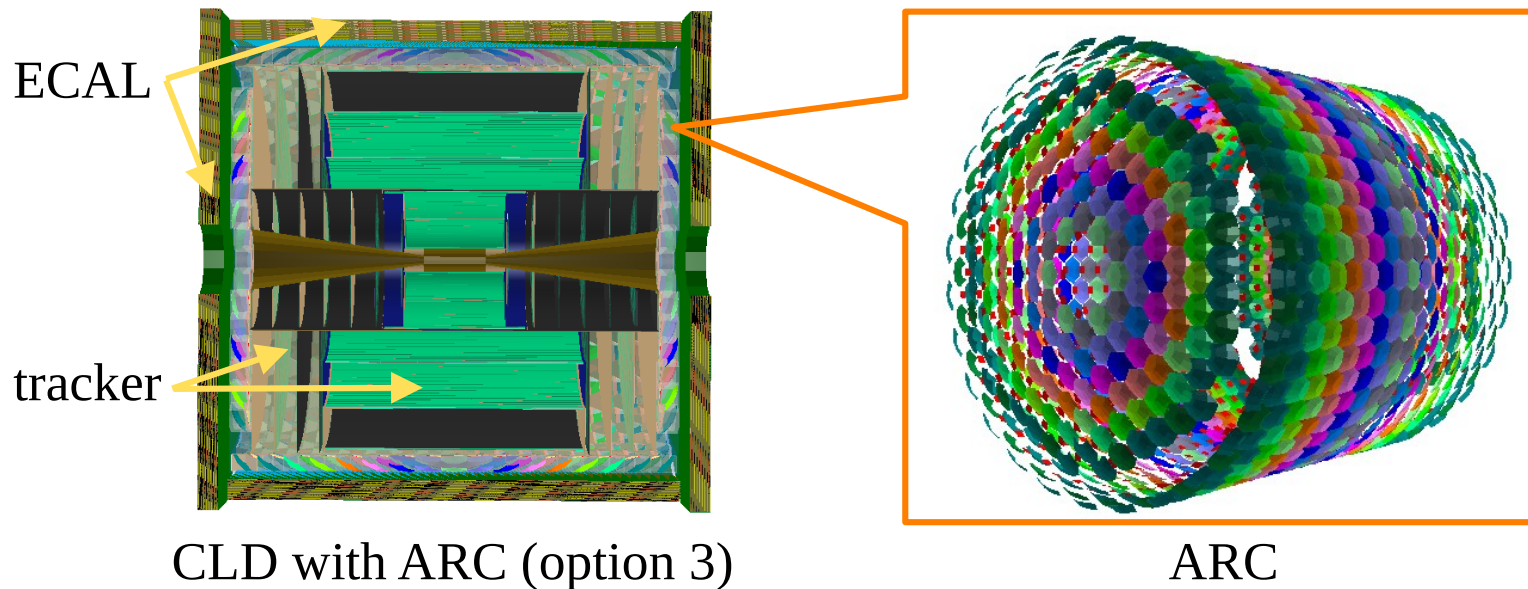 ECAL
tracker
CLD with ARC (option 3)
ARC